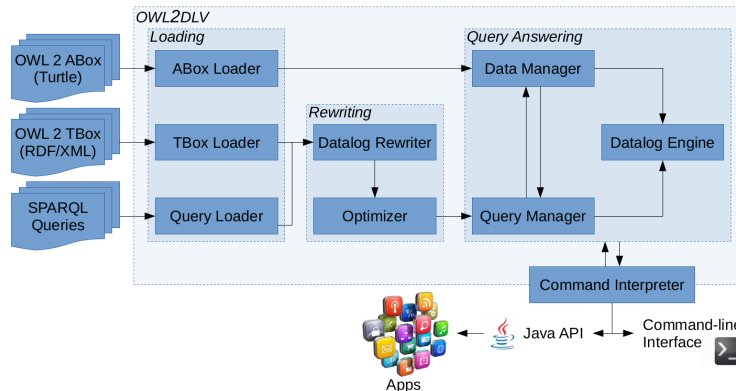 OWL2DLV
Loading
Query Answering
OWL 2 ABox
(Turtle)
ABox Loader
Data Manager
Rewriting
OWL 2 TBox
(RDF/XML)
TBox Loader
Datalog Rewriter
Datalog Engine
SPARQL
Queries
Query Loader
Optimizer
Query Manager
Command Interpreter
Java API
Command-line
Interface
Apps